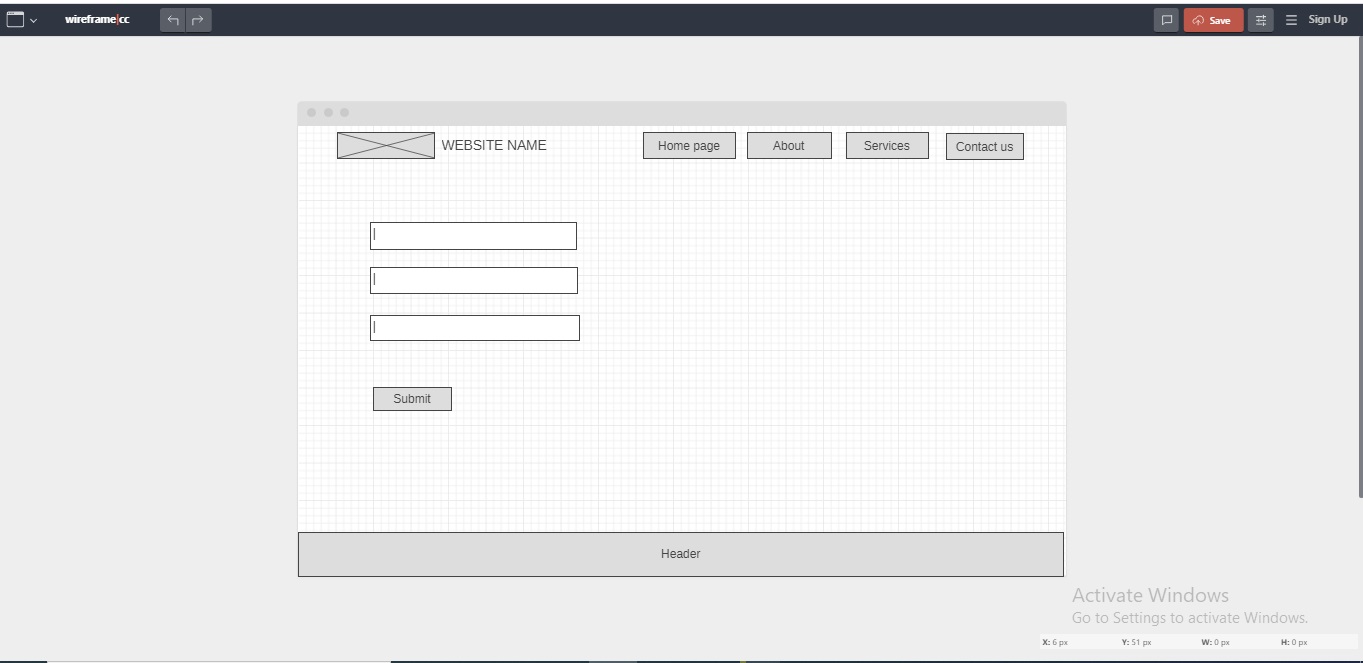 wireframe|cc
Save
Sign Up
WEBSITE NAME
Home page
About
Services
Contact us
Submit
Header
Activate Windows
Go to Settings to activate Windows.
X: 6 px Y: 51 px W: 0 px H: 0 px